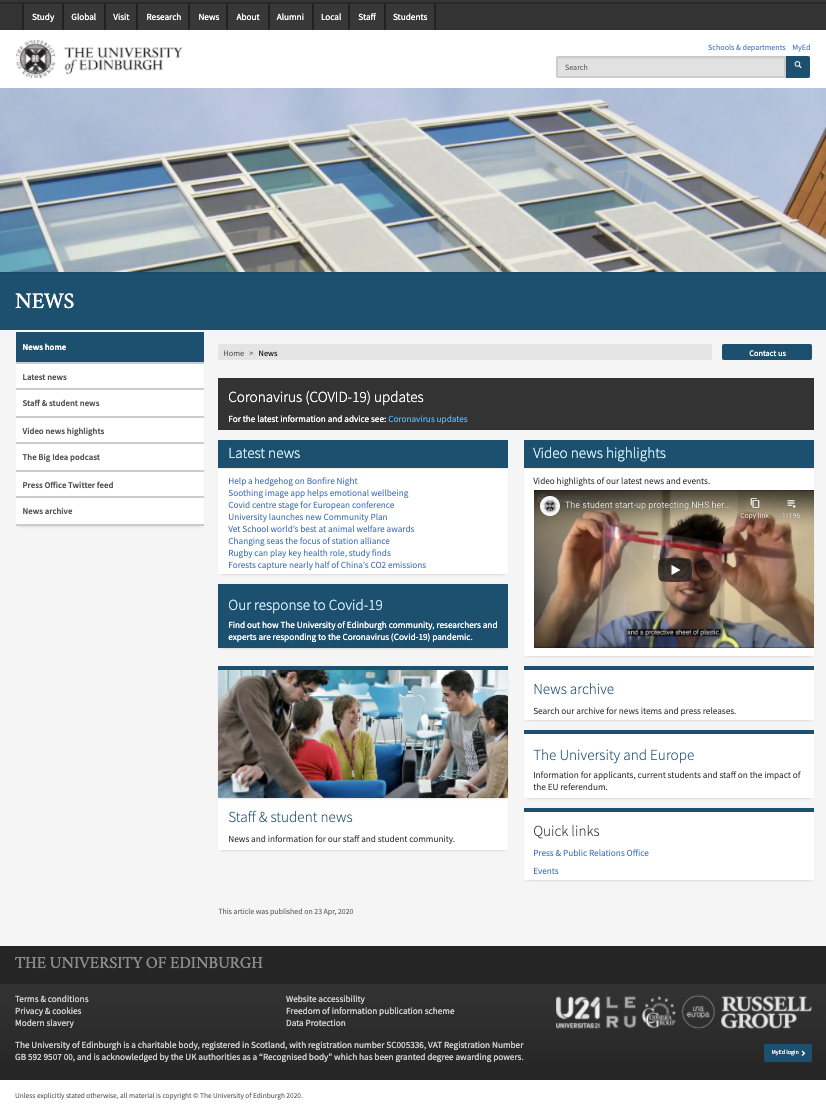 Study Global Visit Research News About Alumni Local Staff Students
THE UNIVERSITY
of EDINBURGH
Schools & departments MyEd
Search
NEWS
News home
Latest news
Staff & student news
Video news highlights
The Big Idea podcast
Press Office Twitter feed
News archive
Home > News
Contact us
Coronavirus (COVID-19) updates
For the latest information and advice see: Coronavirus updates
Latest news
Help a hedgehog on Bonfire Night
Soothing image app helps emotional wellbeing
Covid centre stage for European conference
University launches new Community Plan
Vet School world's best at animal welfare awards
Changing seas the focus of station alliance
Rugby can play key health role, study finds
Forests capture nearly half of China's CO2 emissions
Our response to Covid-19
Find out how The University of Edinburgh community, researchers and
experts are responding to the Coronavirus (Covid-19) pandemic.
Staff & student news
News and information for our staff and student community.
Video news highlights
Video highlights of our latest news and events.
The student start-up protecting NHS her...
Copy link
1/196
and a protective sheet of plastic.
News archive
Search our archive for news items and press releases.
The University and Europe
Information for applicants, current students and staff on the impact of
the EU referendum.
Quick links
Press & Public Relations Office
Events
This article was published on 23 Apr, 2020
THE UNIVERSITY OF EDINBURGH
Terms & conditions
Privacy & cookies
Modern slavery
Website accessibility
Freedom of information publication scheme
Data Protection
U21
UNIVERSITAS 21
LE
RU
COIMBRA
GROUP
una
europa
RUSSELL
GROUP
The University of Edinburgh is a charitable body, registered in Scotland, with registration number SC005336, VAT Registration Number
GB 592 9507 00, and is acknowledged by the UK authorities as a “Recognised body” which has been granted degree awarding powers.
MyEd login
Unless explicitly stated otherwise, all material is copyright © The University of Edinburgh 2020.